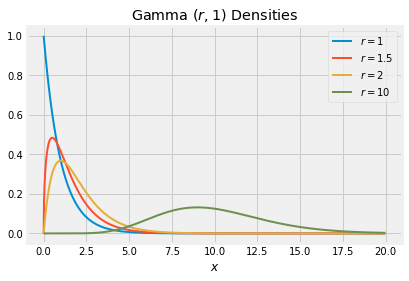 Gamma (r, 1) Densities
r = 1
r = 1.5
r = 2
r = 10
1.0
0.8
0.6
0.4
0.2
0.0
0.0 2.5 5.0 7.5 10.0 12.5 15.0 17.5 20.0
x